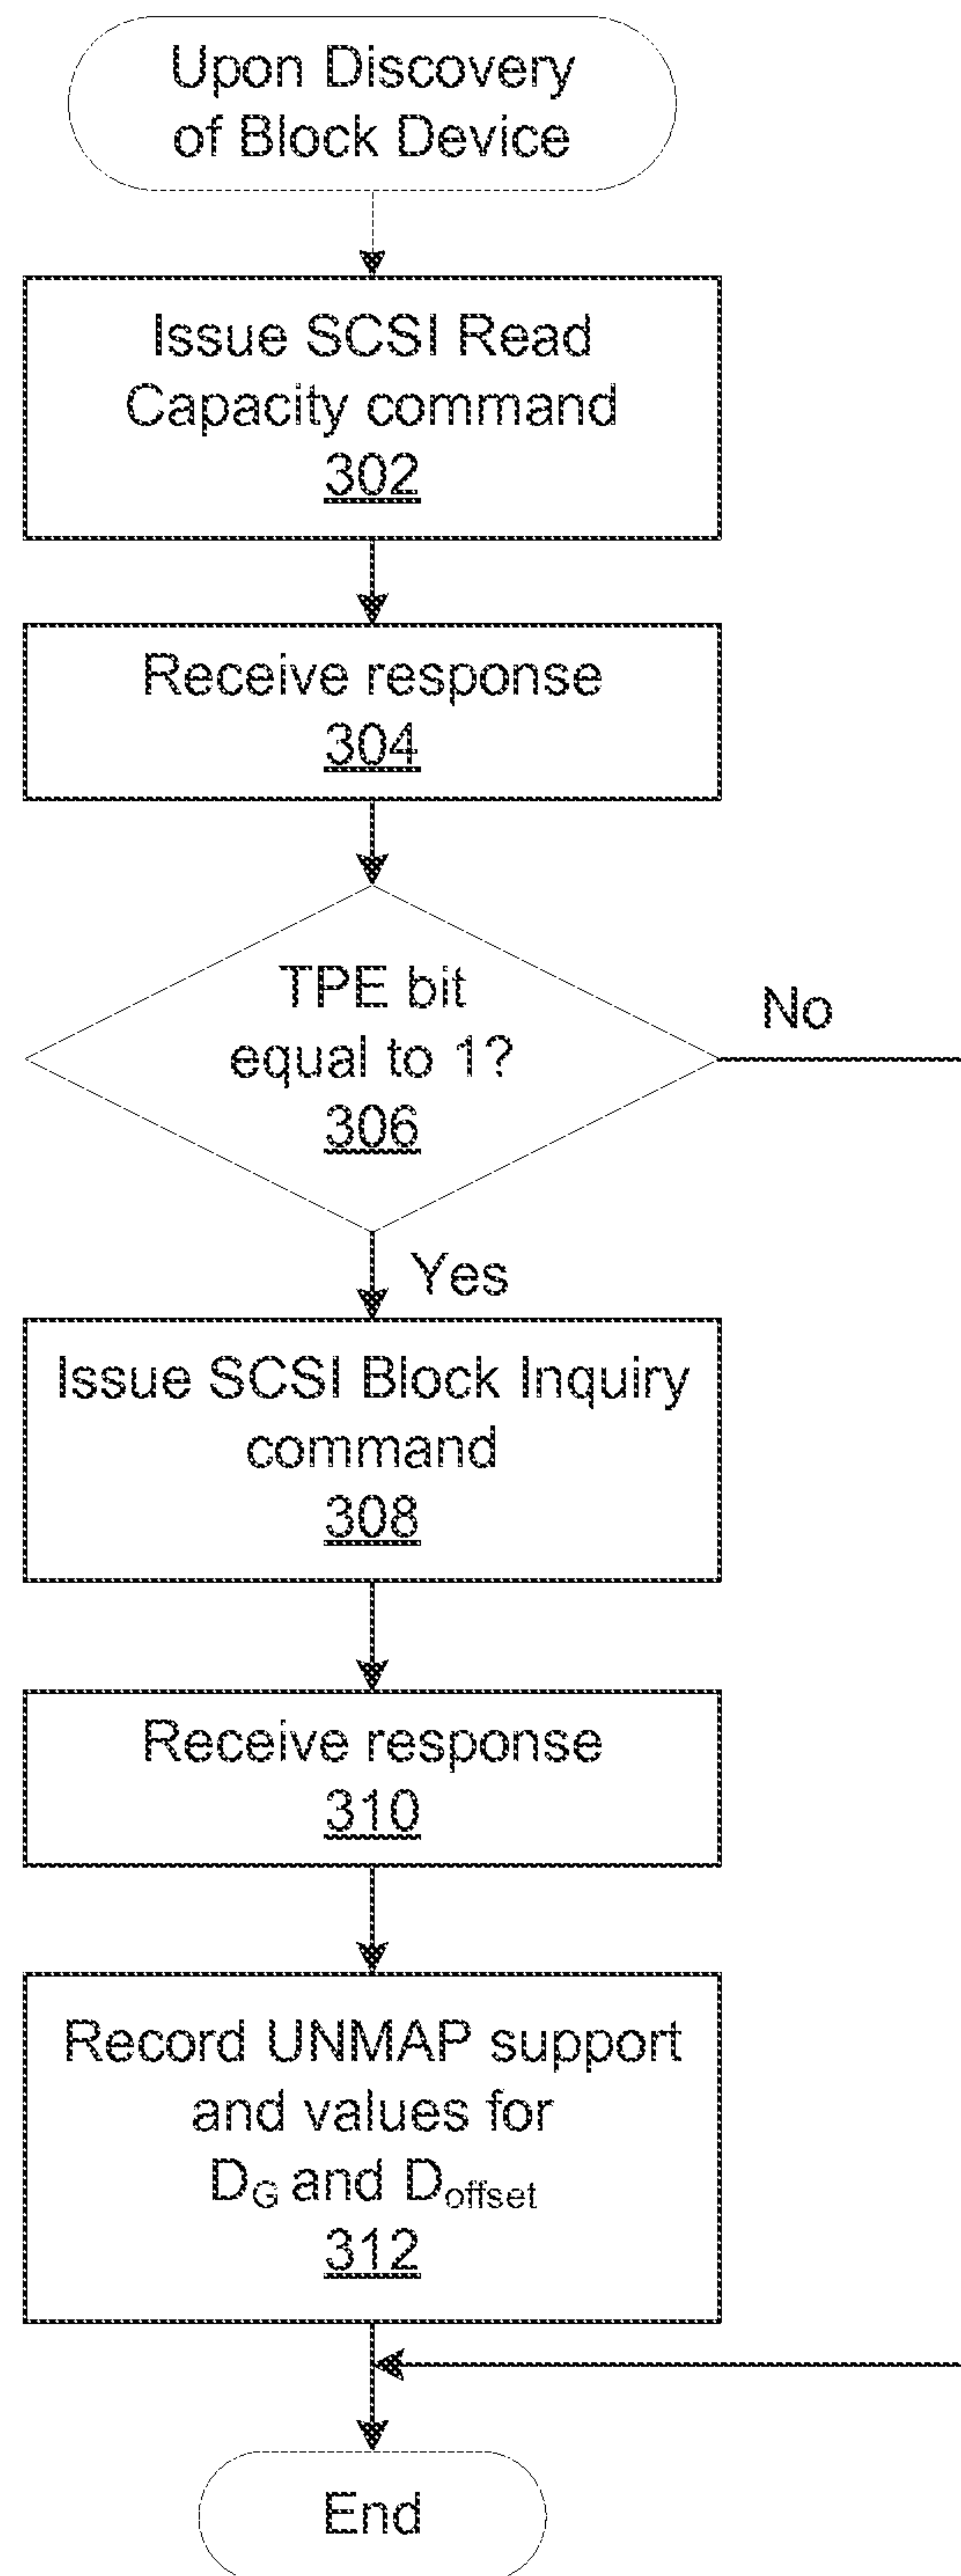 Upon Discovery
of Block Device
Issue SCSI Read
Capacity command
302
Receive response
304
TPE bit
equal to 1?
306
No
Yes
Issue SCSI Block Inquiry
command
308
Receive response
310
Record UNMAP support
and values for
DG and Doffset
312
End